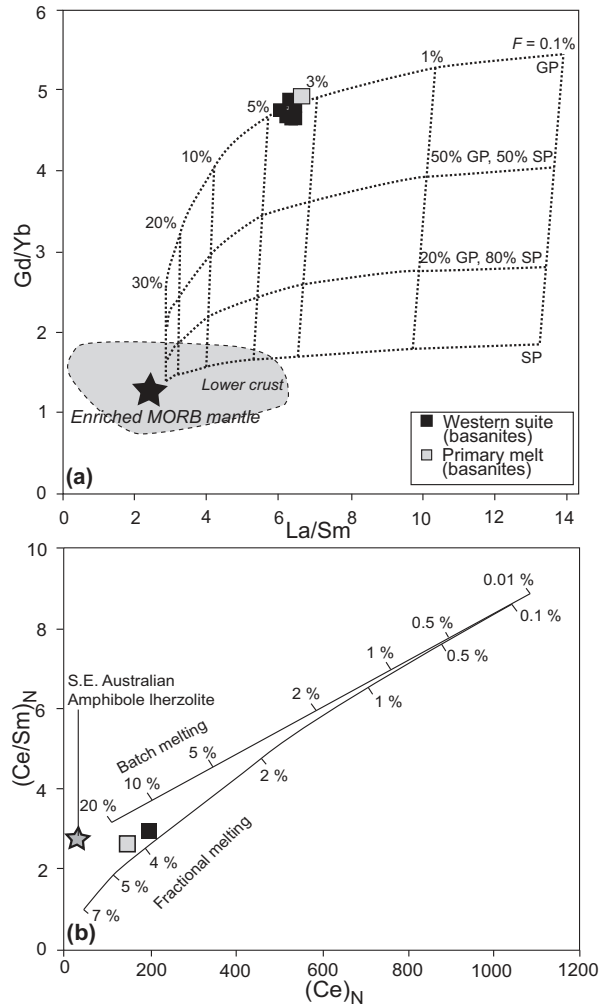 6
F = 0.1%
1%
GP
3%
5
5%
10%
50% GP, 50% SP
4
20%
Gd/Yb
3
30%
20% GP, 80% SP
2
SP
Lower crust
Enriched MORB mantle
1
Western suite
(basanites)
Primary melt
(basanites)
(a)
0
0 2 4 6 8 10 12 14
La/Sm
10
0.01 %
8
0.5 %
0.1 %
1 %
0.5 %
S.E. Australian
Amphibole lherzolite
(Ce/Sm)N
6
2 %
1 %
Batch melting
5 %
10 %
2 %
4
20 %
4 %
Fractional melting
2
5 %
7 %
(b)
0
0 200 400 600 800 1000 1200
(Ce)N